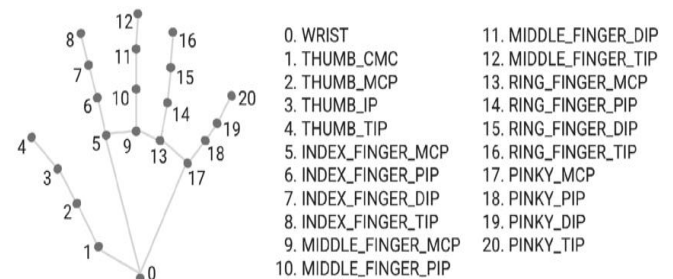 12
8
16
11
7
15
6
10
20
14
4
19
5
9
13
18
3
17
2
1
0
0. WRIST
1. THUMB_CMC
2. THUMB_MCP
3. THUMB_IP
4. THUMB_TIP
5. INDEX_FINGER_MCP
6. INDEX_FINGER_PIP
7. INDEX_FINGER_DIP
8. INDEX_FINGER_TIP
9. MIDDLE_FINGER_MCP
10. MIDDLE_FINGER_PIP
11. MIDDLE_FINGER_DIP
12. MIDDLE_FINGER_TIP
13. RING_FINGER_MCP
14. RING_FINGER_PIP
15. RING_FINGER_DIP
16. RING_FINGER_TIP
17. PINKY_MCP
18. PINKY_PIP
19. PINKY_DIP
20. PINKY_TIP